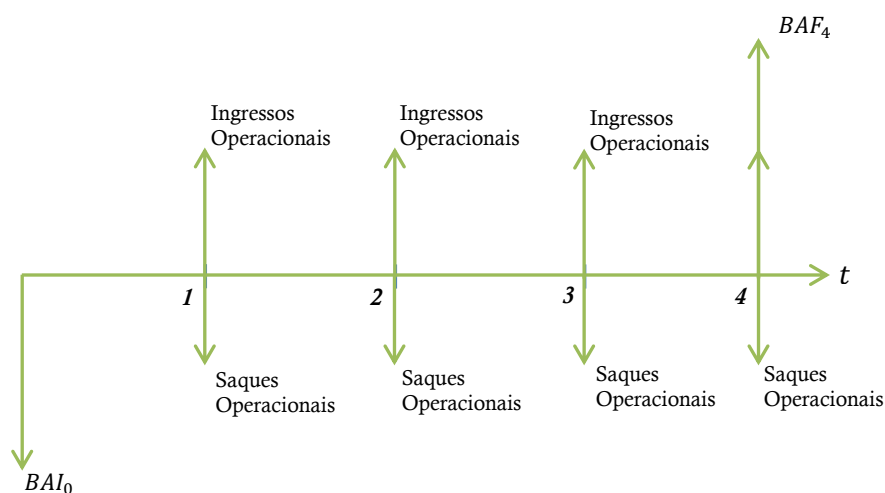 BAF₄
Ingressos
Operacionais
Ingressos
Operacionais
Ingressos
Operacionais
t
1
2
3
4
Saques
Operacionais
Saques
Operacionais
Saques
Operacionais
Saques
Operacionais
BAI₀